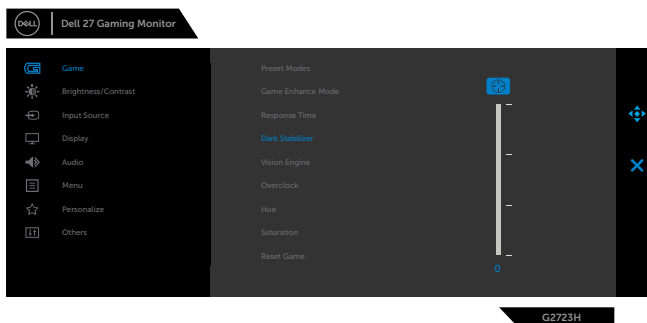 DELL
Dell 27 Gaming Monitor
Game
Brightness/Contrast
Input Source
Display
Audio
Menu
Personalize
Others
Preset Modes
Game Enhance Mode
Response Time
Dark Stabilizer
Vision Engine
Overclock
Hue
Saturation
Reset Game
0
G2723H